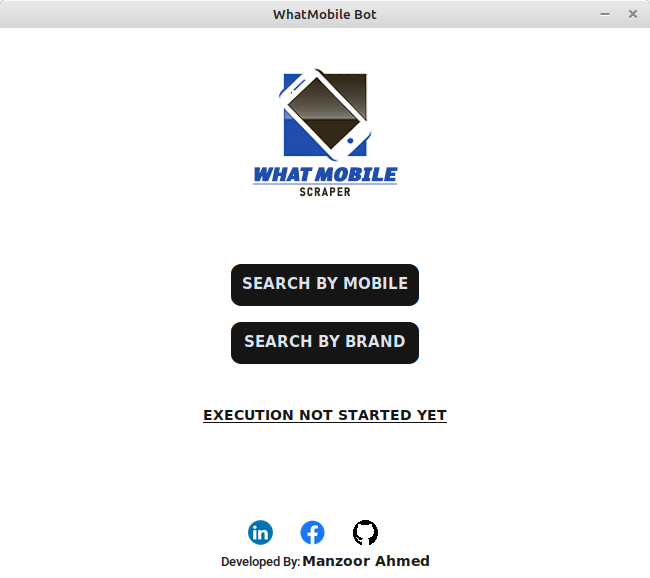 WhatMobile Bot
WHAT MOBILE
SCRAPER
SEARCH BY MOBILE
SEARCH BY BRAND
EXECUTION NOT STARTED YET
in
Developed By: Manzoor Ahmed